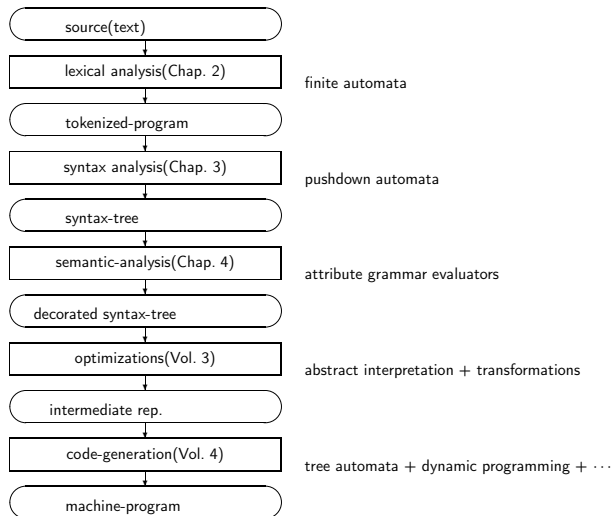 source(text)
lexical analysis(Chap. 2)
finite automata
tokenized-program
syntax analysis(Chap. 3)
pushdown automata
syntax-tree
semantic-analysis(Chap. 4)
attribute grammar evaluators
decorated syntax-tree
optimizations(Vol. 3)
abstract interpretation + transformations
intermediate rep.
code-generation(Vol. 4)
tree automata + dynamic programming + ···
machine-program